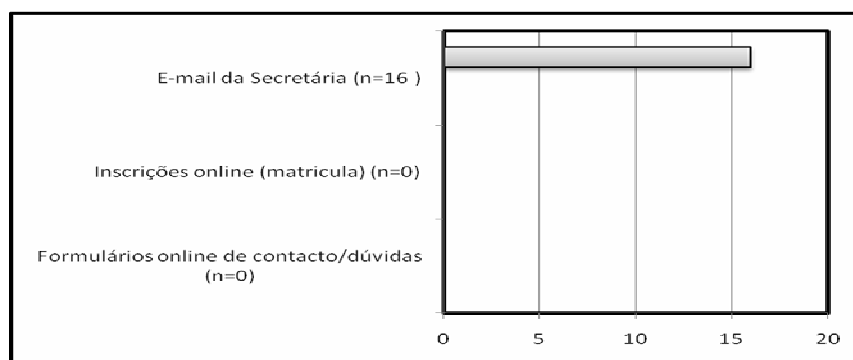 E-mail da Secretária (n=16 )
Inscrições online (matricula) (n=0)
Formulários online de contacto/dúvidas
(n=0)
0 5 10 15 20